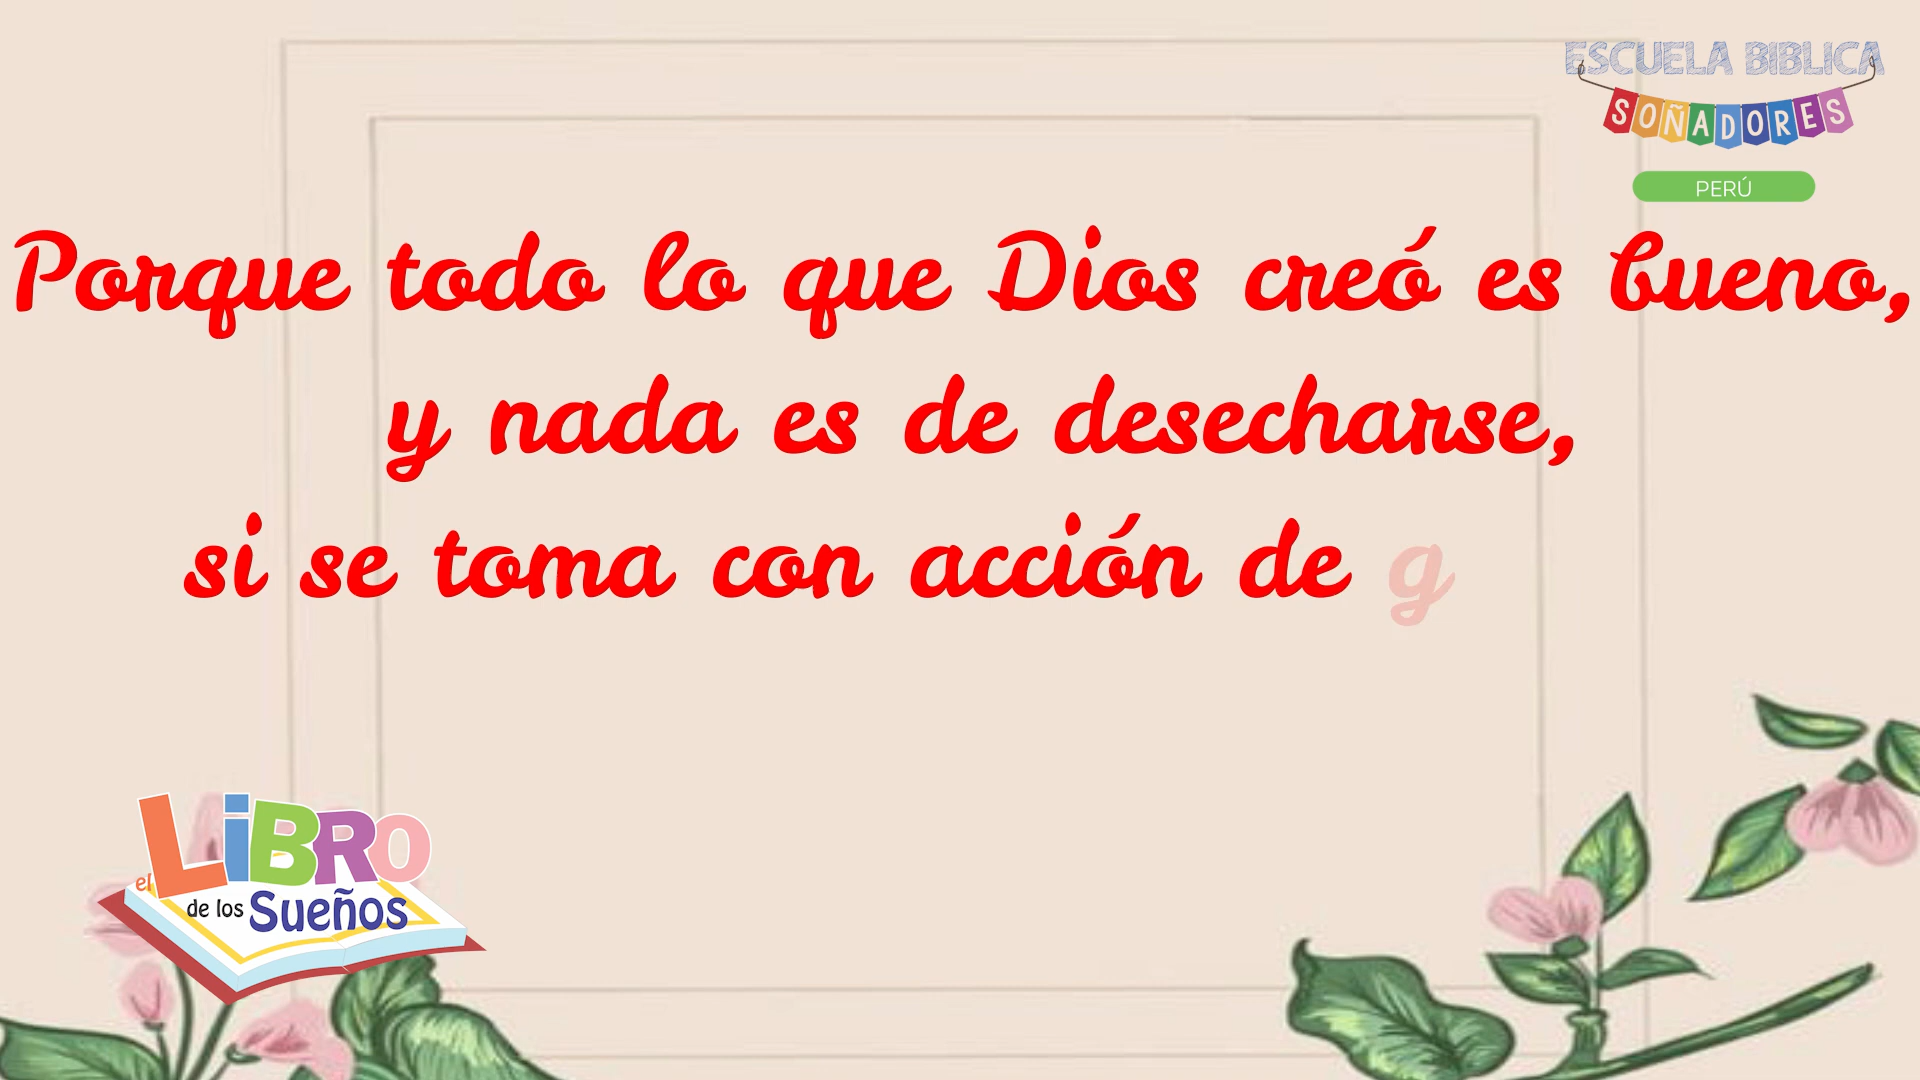 ESCUELA BIBLICA
SOÑADORES
PERÚ
Porque todo lo que Dios creó es bueno,
y nada es de desecharse,
si se toma con acción de g
el LiBRO
de los Sueños